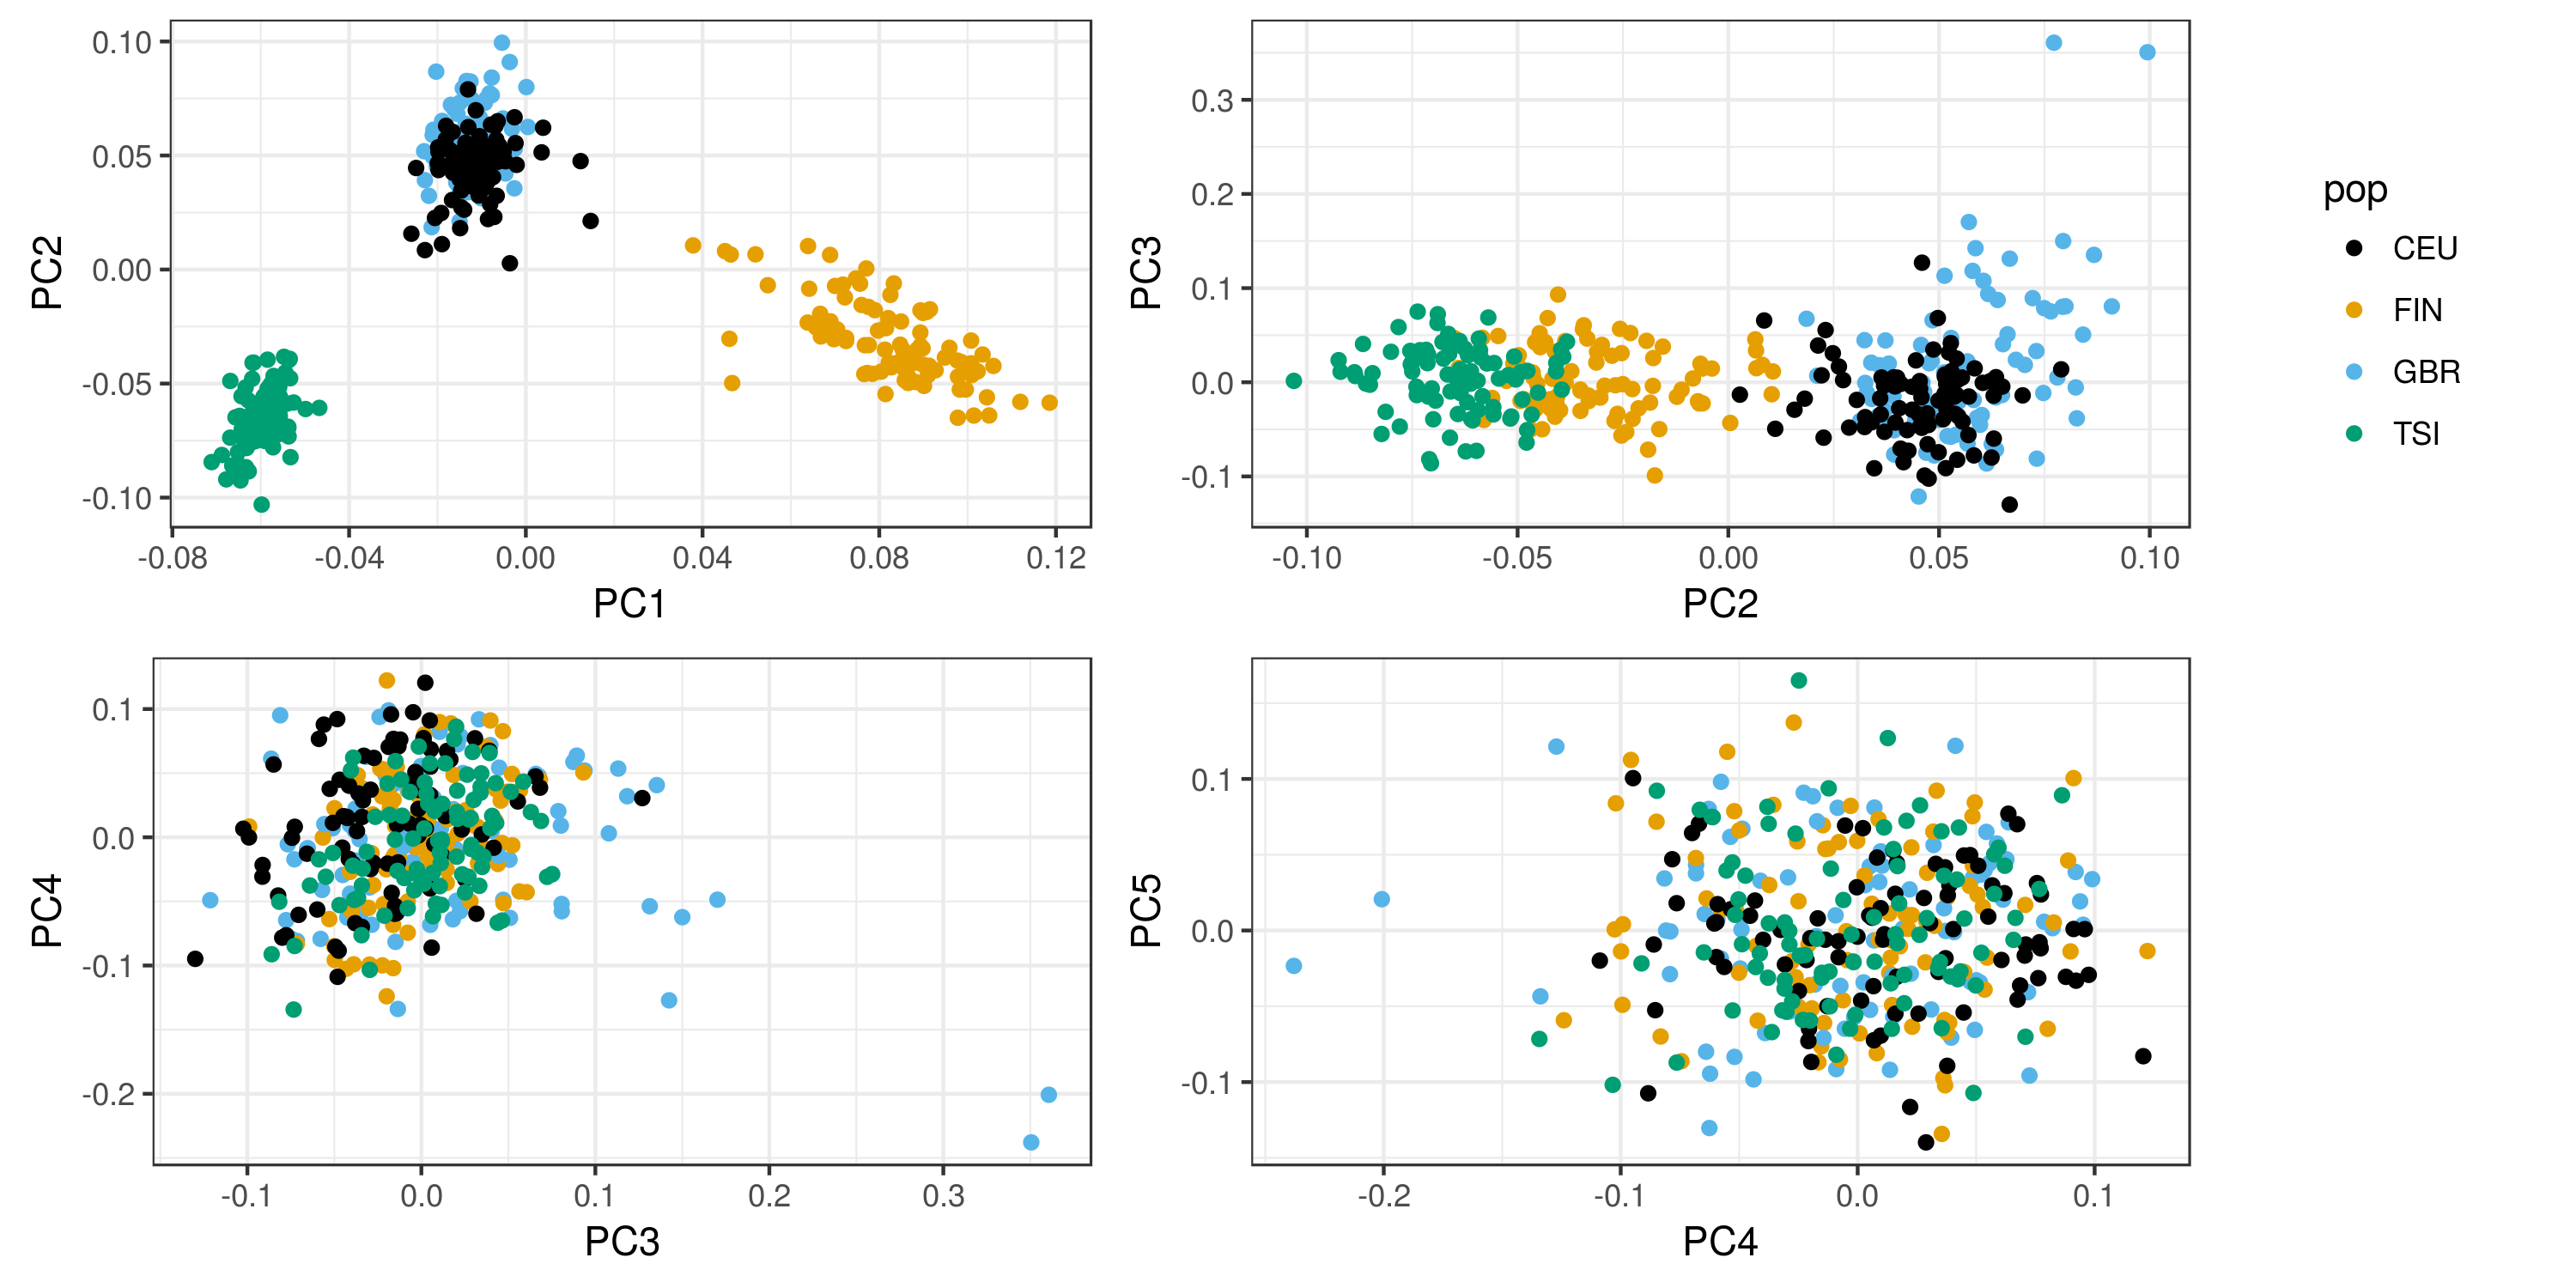 0.10
0.05
0.00
-0.05
-0.10
PC2
-0.08 -0.04 0.00 0.04 0.08 0.12
PC1
0.3
0.2
0.1
0.0
-0.1
PC3
-0.10 -0.05 0.00 0.05 0.10
PC2
pop
CEU
FIN
GBR
TSI
0.1
0.0
-0.1
-0.2
PC4
-0.1 0.0 0.1 0.2 0.3
PC3
0.1
0.0
-0.1
PC5
-0.2 -0.1 0.0 0.1
PC4